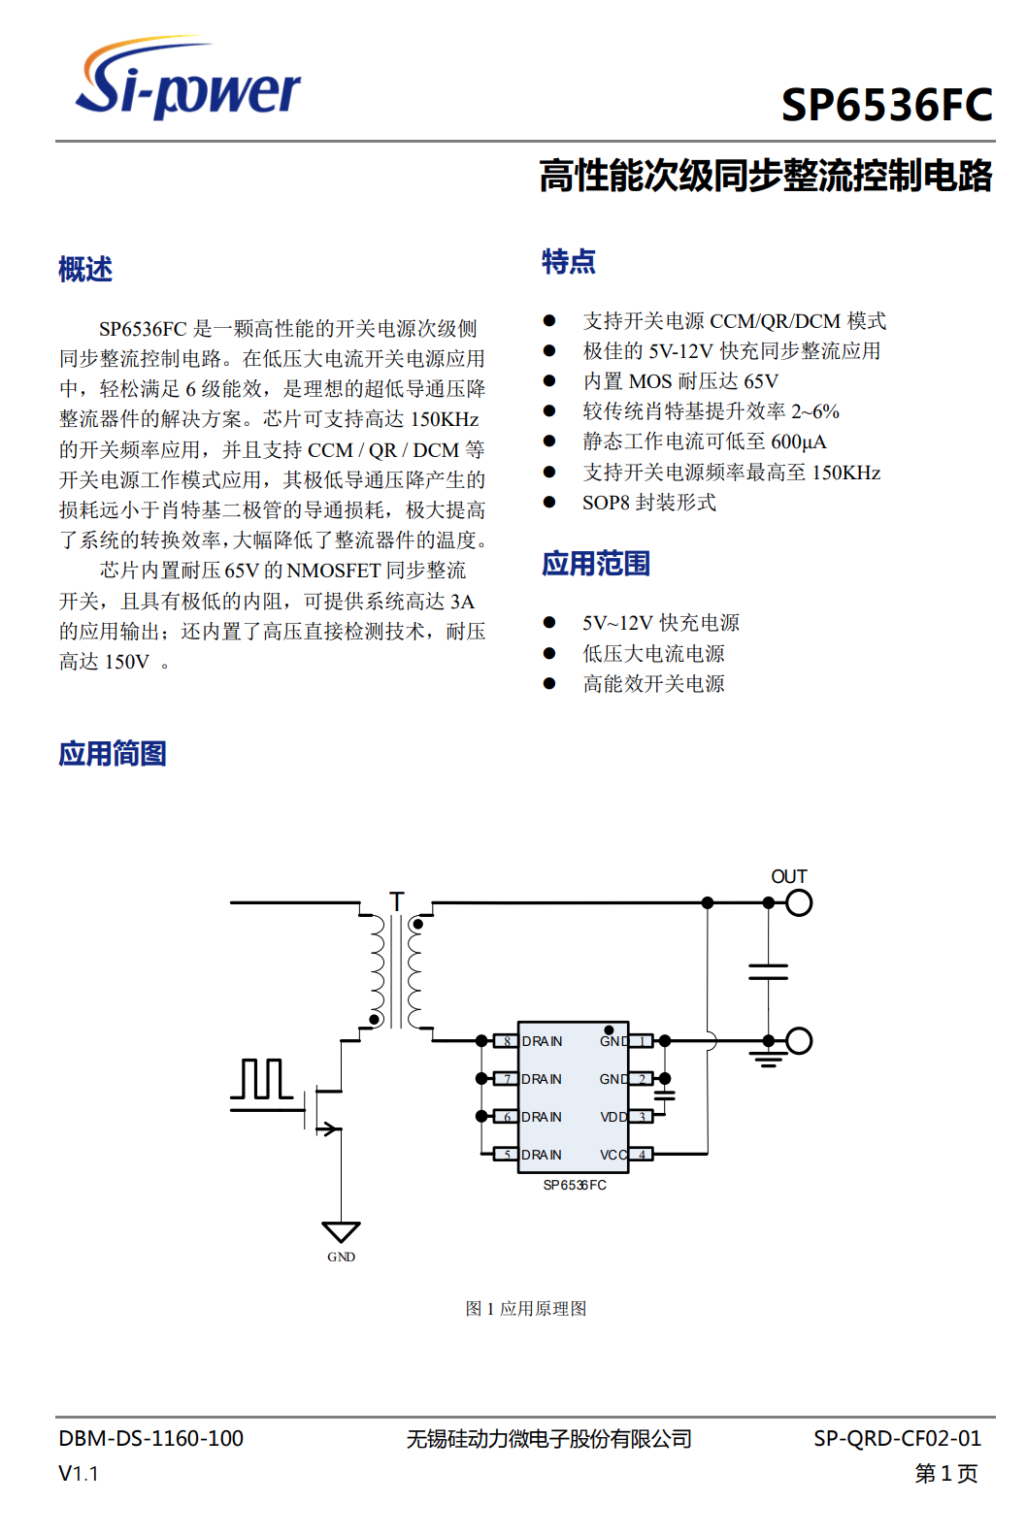 Si-power
SP6536FC
高性能次级同步整流控制电路
概述
SP6536FC 是一颗高性能的开关电源次级侧
同步整流控制电路。在低压大电流开关电源应用
中，轻松满足 6 级能效，是理想的超低导通压降
整流器件的解决方案。芯片可支持高达 150KHz
的开关频率应用，并且支持 CCM / QR / DCM 等
开关电源工作模式应用，其极低导通压降产生的
损耗远小于肖特基二极管的导通损耗，极大提高
了系统的转换效率，大幅降低了整流器件的温度。
芯片内置耐压 65V 的 NMOSFET 同步整流
开关，且具有极低的内阻，可提供系统高达 3A
的应用输出；还内置了高压直接检测技术，耐压
高达 150V 。
特点
● 支持开关电源 CCM/QR/DCM 模式
● 极佳的 5V-12V 快充同步整流应用
● 内置 MOS 耐压达 65V
● 较传统肖特基提升效率 2~6%
● 静态工作电流可低至 600μA
● 支持开关电源频率最高至 150KHz
● SOP8 封装形式
应用范围
● 5V~12V 快充电源
● 低压大电流电源
● 高能效开关电源
应用简图
OUT
T
8 DRAIN GND 1
7 DRAIN GND 2
6 DRAIN VDD 3
5 DRAIN VCC 4
SP6536FC
GND
图 1 应用原理图
DBM-DS-1160-100 无锡硅动力微电子股份有限公司 SP-QRD-CF02-01
V1.1 第 1 页